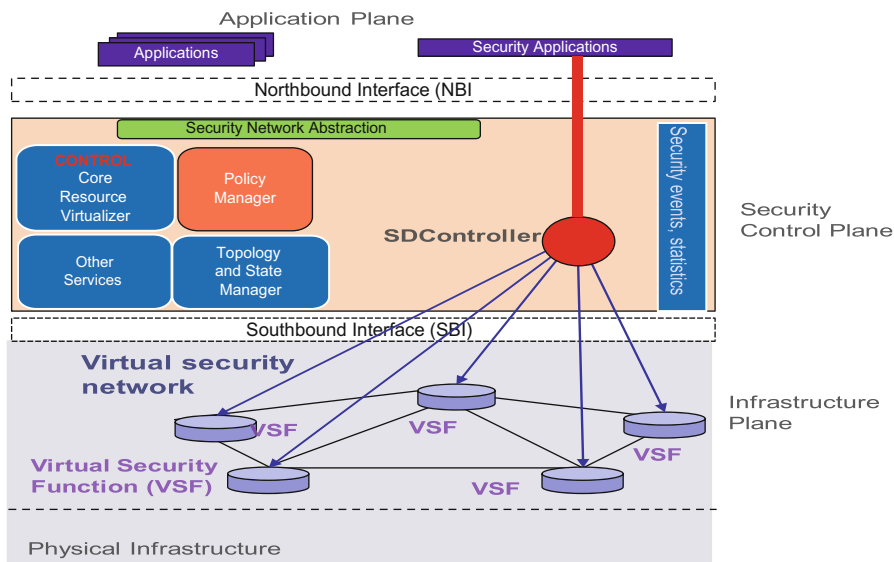 Application Plane
Applications
Security Applications
Northbound Interface (NBI
Security Network Abstraction
CONTROL
Core
Resource
Virtualizer
Policy
Manager
Security events, statistics
SDController
Security
Control Plane
Other
Services
Topology
and State
Manager
Southbound Interface (SBI)
Virtual security
network
Infrastructure
Plane
VSF
VSF
VSF
Virtual Security
Function (VSF)
VSF
Physical Infrastructure